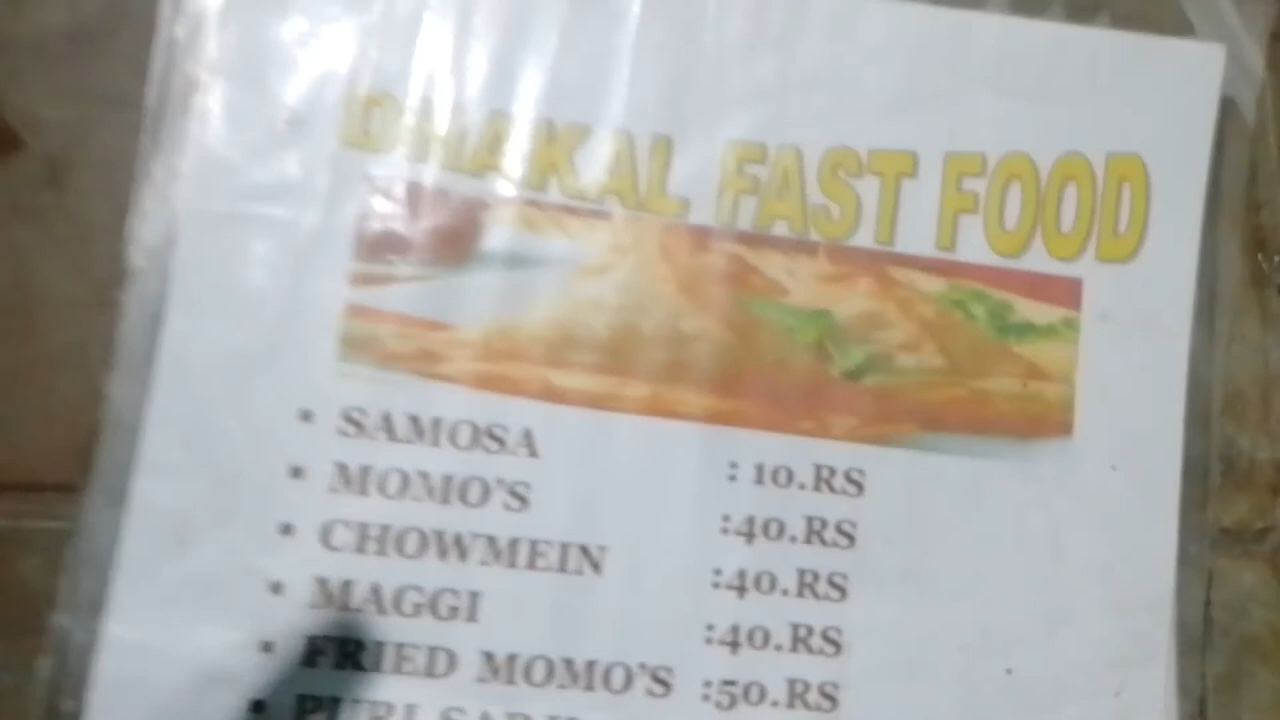 DHAKAL FAST FOOD
• SAMOSA : 10.RS
• MOMO'S :40.RS
• CHOWMEIN :40.RS
• MAGGI :40.RS
• FRIED MOMO'S :50.RS
• PURI